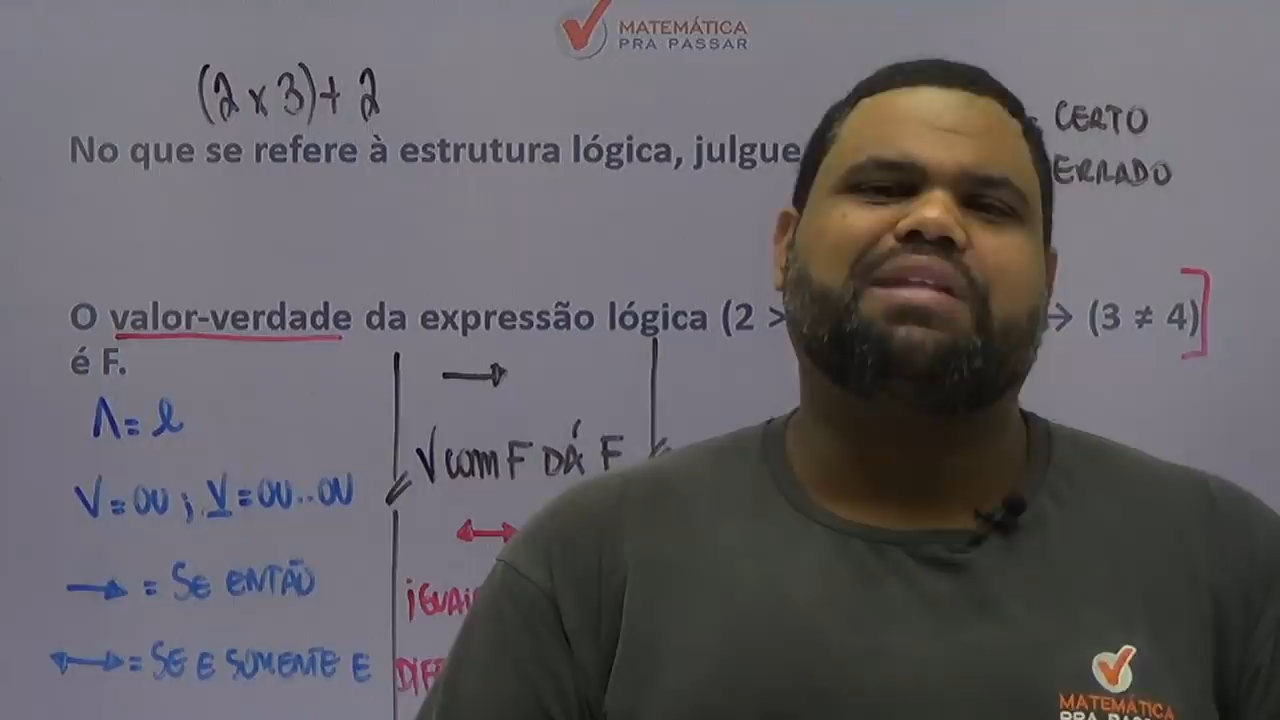 MATEMÁTICA
PRA PASSAR
(2 x 3) + 2
No que se refere à estrutura lógica, julgue
CERTO
ERRADO
O valor-verdade da expressão lógica (2 > → (3 ≠ 4)]
é F.
Λ = e
→
V com F DÁ F
V = OU ; V = OU..OU
↔
→ = SE ENTÃO
↔ = SE E SOMENTE E
MATEMÁTICA
PRA PASSAR